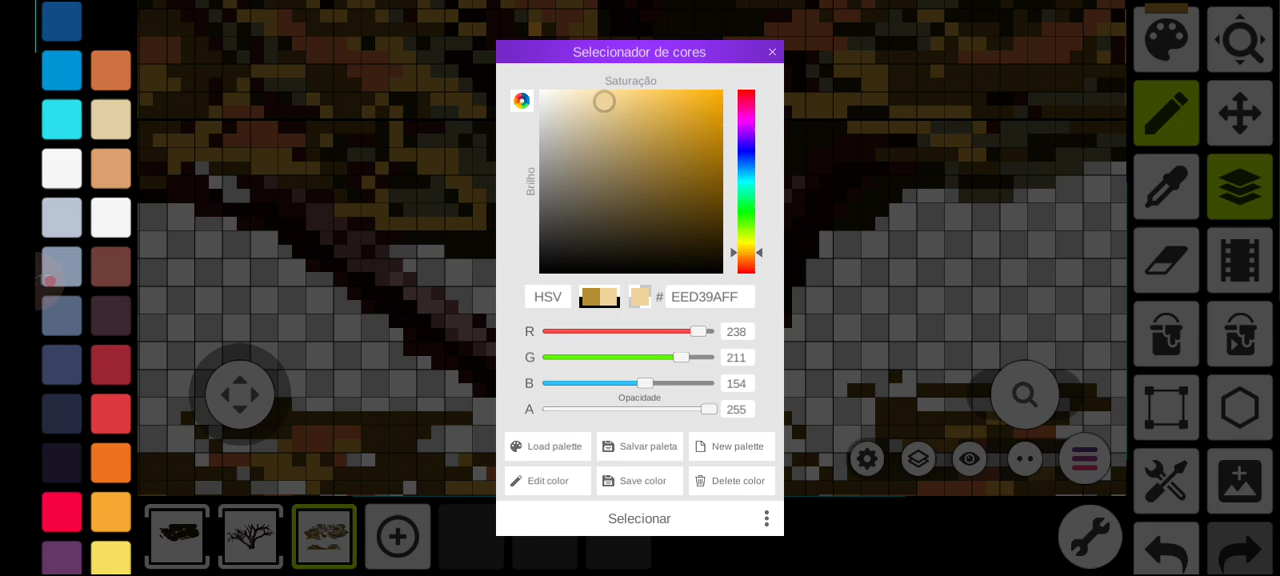 Selecionador de cores
Saturação
Brilho
HSV # EED39AFF
R 238
G 211
B 154
Opacidade
A 255
Load palette Salvar paleta New palette
Edit color Save color Delete color
Selecionar